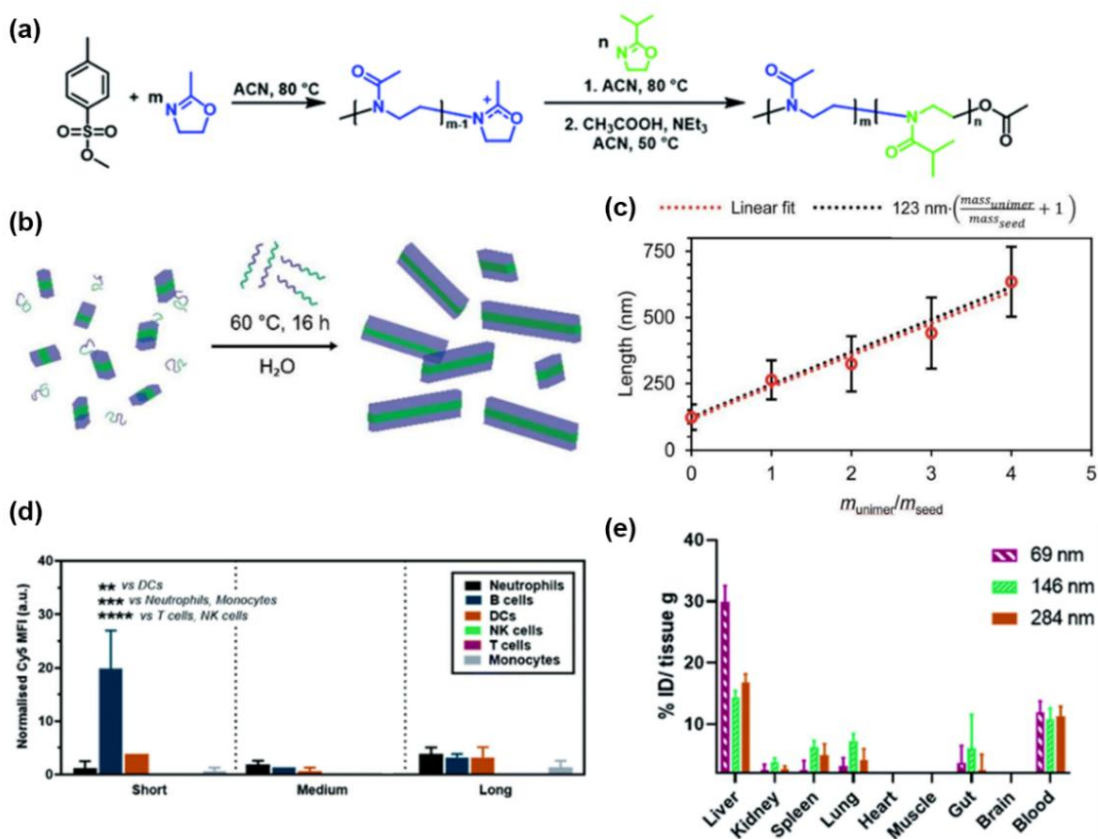 (a)
n
N
O
O=S=O
O
+ m
N
O
ACN, 80 °C
O
N
m-1
N
+
O
1. ACN, 80 °C
2. CH₃COOH, NEt₃
ACN, 50 °C
O
N
m
N
n
O
O
O
(b)
60 °C, 16 h
H₂O
(c)
Linear fit
123 nm·(mass_unimer/mass_seed + 1)
Length (nm)
750
500
250
0
0 1 2 3 4 5
m_unimer/m_seed
(d)
Normalised Cy5 MFI (a.u.)
40
30
20
10
0
★★ vs DCs
★★★ vs Neutrophils, Monocytes
★★★★ vs T cells, NK cells
Neutrophils
B cells
DCs
NK cells
T cells
Monocytes
Short Medium Long
(e)
% ID/ tissue g
40
30
20
10
69 nm
146 nm
284 nm
Liver
Kidney
Spleen
Lung
Heart
Muscle
Gut
Brain
Blood